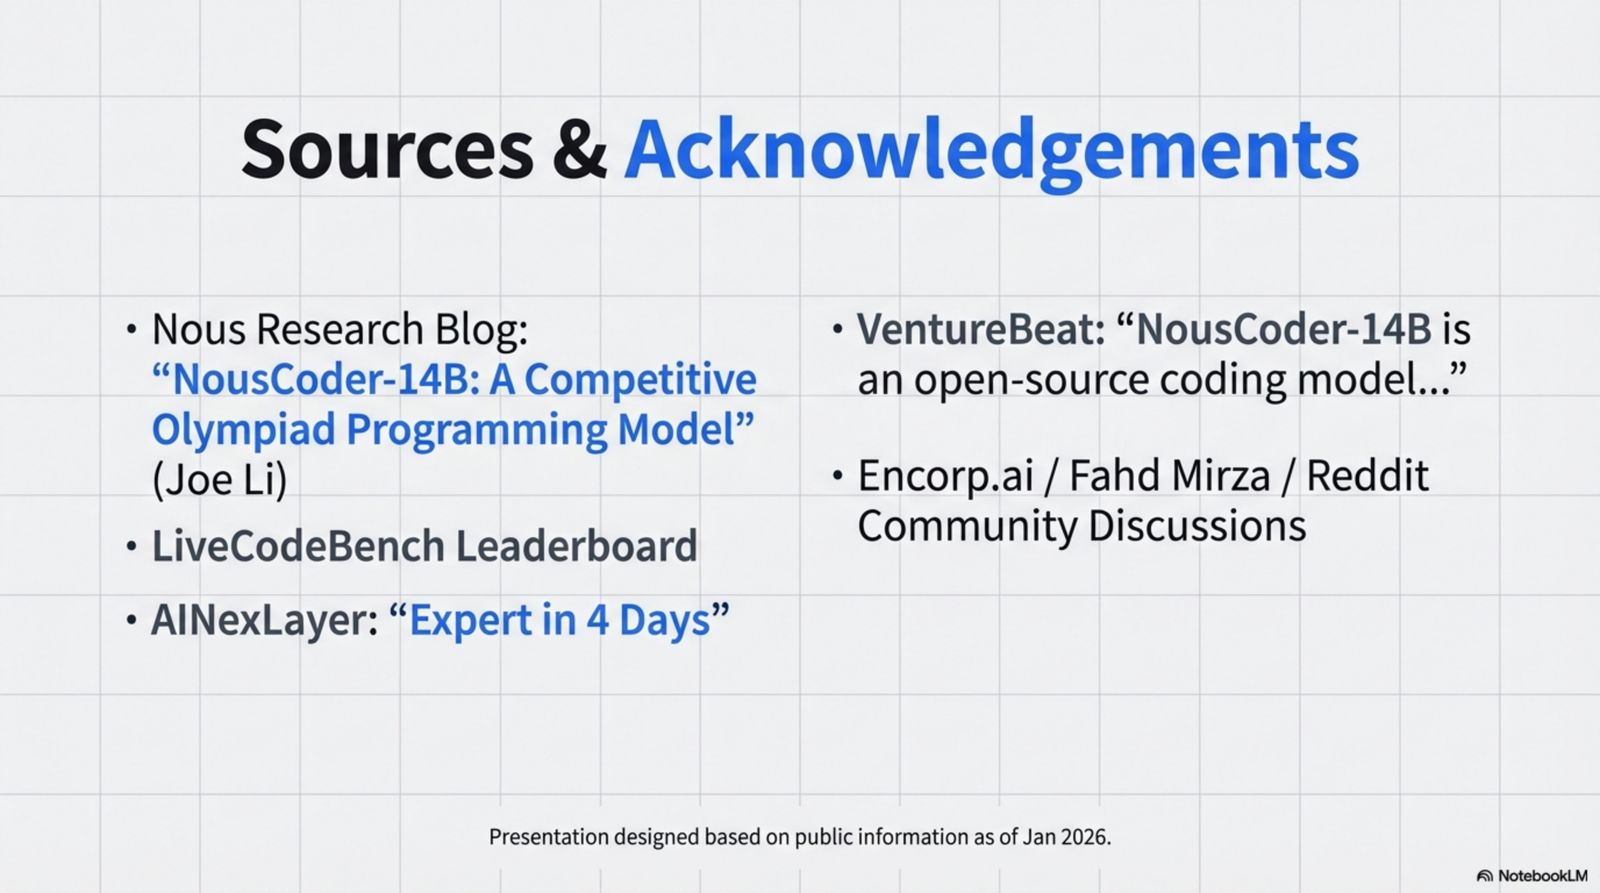 Sources & Acknowledgements
• Nous Research Blog:
“NousCoder-14B: A Competitive
Olympiad Programming Model”
(Joe Li)
• LiveCodeBench Leaderboard
• AINexLayer: “Expert in 4 Days”
• VentureBeat: “NousCoder-14B is
an open-source coding model...”
• Encorp.ai / Fahd Mirza / Reddit
Community Discussions
Presentation designed based on public information as of Jan 2026.
NotebookLM